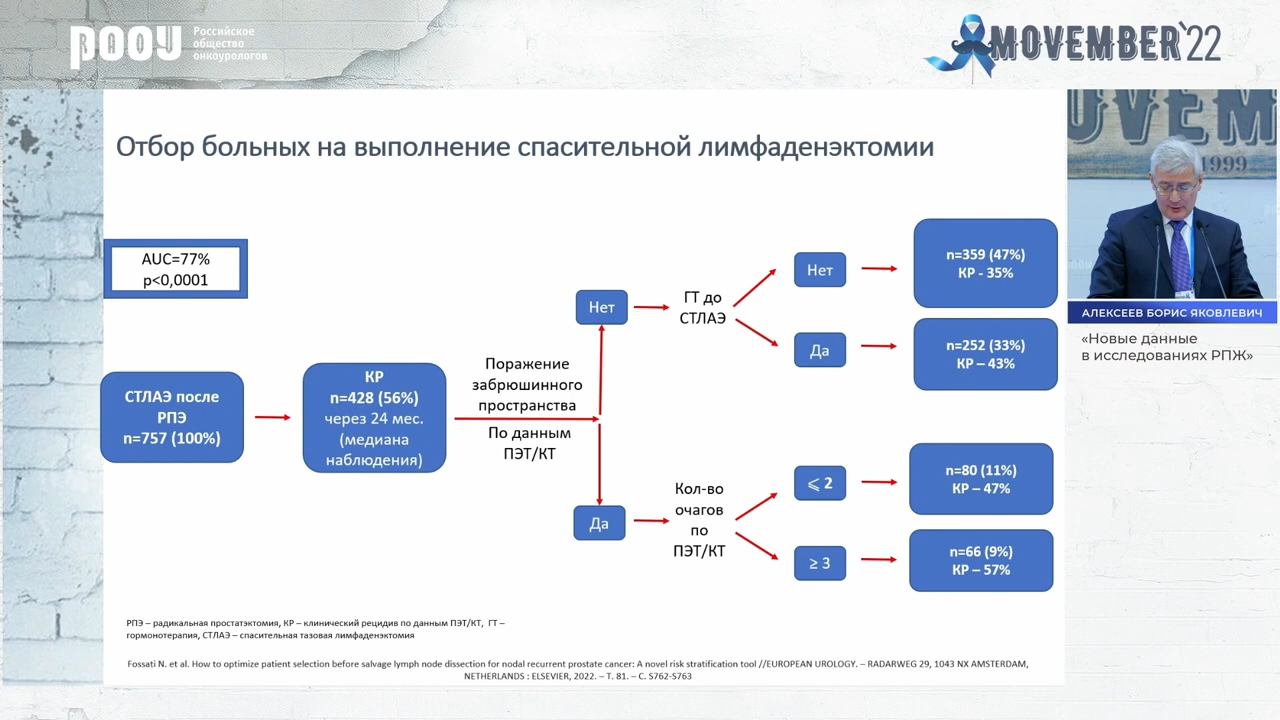 РООУ
Российское
общество
онкоурологов
MOVEMBER'22
Отбор больных на выполнение спасительной лимфаденэктомии
AUC=77%
p<0,0001
СТЛАЭ после
РПЭ
n=757 (100%)
КР
n=428 (56%)
через 24 мес.
(медиана
наблюдения)
Поражение
забрюшинного
пространства
По данным
ПЭТ/КТ
Нет
ГТ до
СТЛАЭ
Нет
n=359 (47%)
КР - 35%
Да
n=252 (33%)
КР – 43%
Да
Кол-во
очагов
по
ПЭТ/КТ
⩽ 2
n=80 (11%)
КР – 47%
≥ 3
n=66 (9%)
КР – 57%
РПЭ – радикальная простатэктомия, КР – клинический рецидив по данным ПЭТ/КТ, ГТ –
гормонотерапия, СТЛАЭ – спасительная тазовая лимфаденэктомия
Fossati N. et al. How to optimize patient selection before salvage lymph node dissection for nodal recurrent prostate cancer: A novel risk stratification tool //EUROPEAN UROLOGY. – RADARWEG 29, 1043 NX AMSTERDAM,
NETHERLANDS : ELSEVIER, 2022. – Т. 81. – С. S762-S763
OVEM
1999
АЛЕКСЕЕВ БОРИС ЯКОВЛЕВИЧ
«Новые данные
в исследованиях РПЖ»